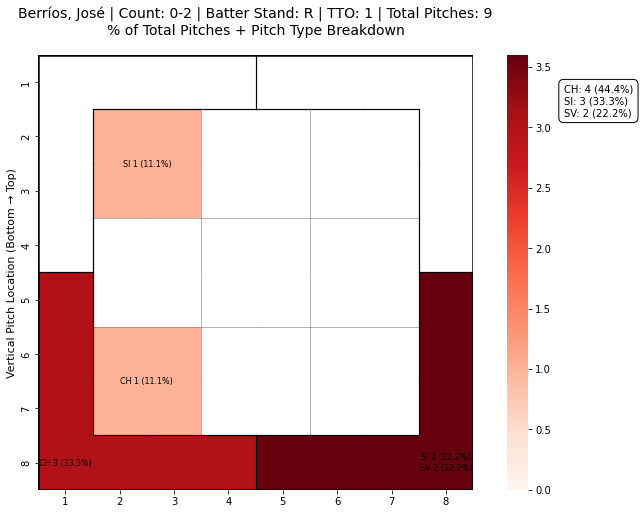 Berríos, José | Count: 0-2 | Batter Stand: R | TTO: 1 | Total Pitches: 9
% of Total Pitches + Pitch Type Breakdown
Vertical Pitch Location (Bottom → Top)
1
2
3
4
5
6
7
8
SI 1 (11.1%)
CH 1 (11.1%)
CH 3 (33.3%)
SI 2 (22.2%)
SV 2 (22.2%)
1 2 3 4 5 6 7 8
3.5
3.0
2.5
2.0
1.5
1.0
0.5
0.0
CH: 4 (44.4%)
SI: 3 (33.3%)
SV: 2 (22.2%)